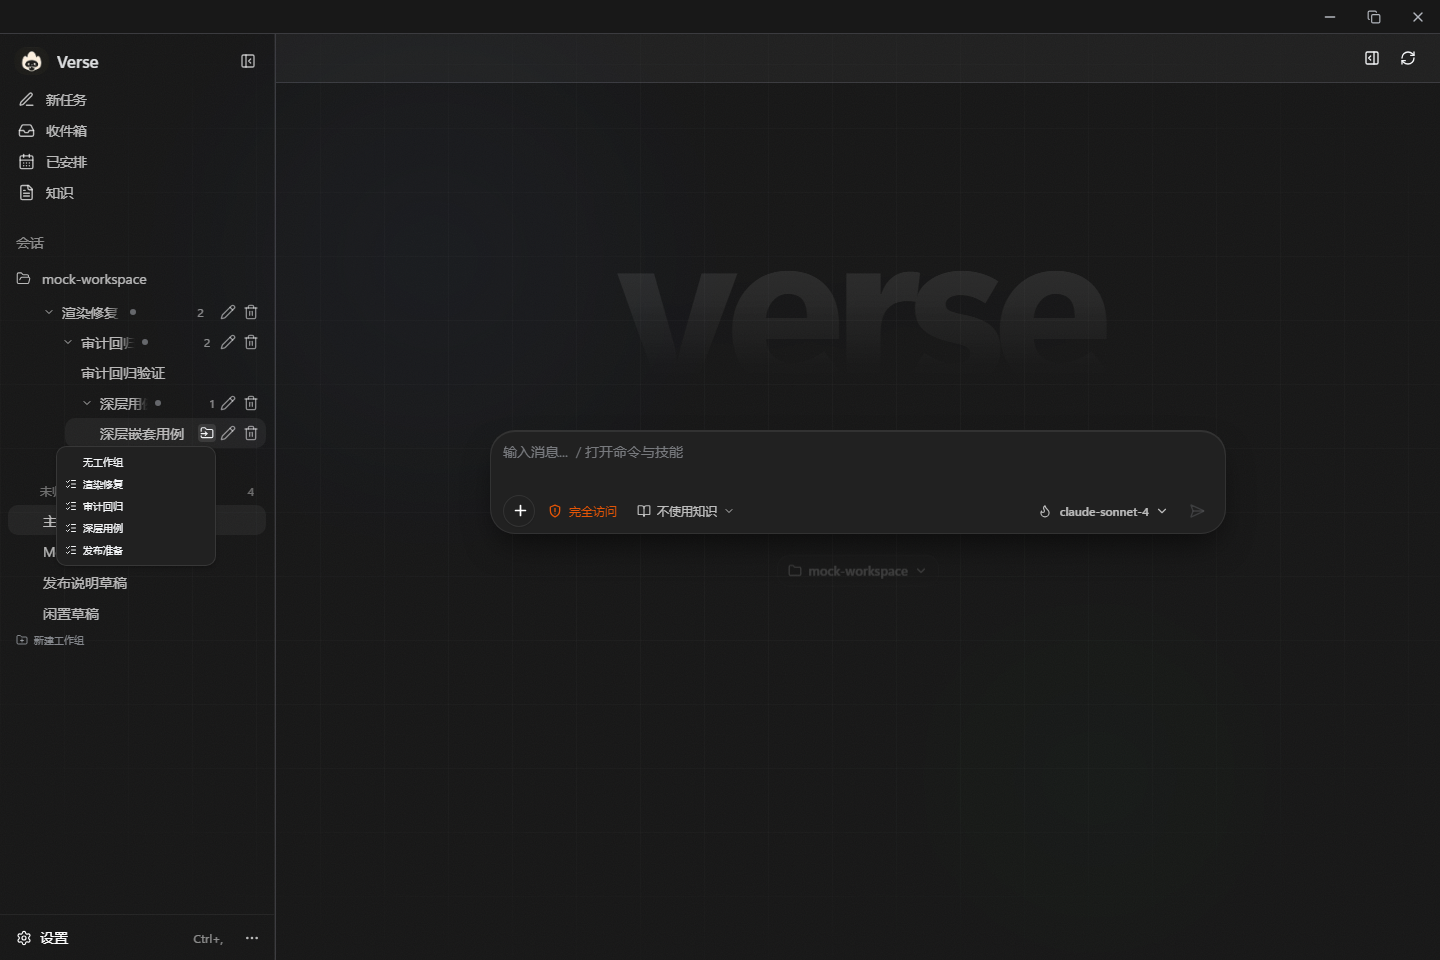 Verse
新任务
收件箱
已安排
知识
会话
mock-workspace
渲染修复 2
审计回归 2
审计回归验证
深层用 1
深层嵌套用例
无工作组
渲染修复
审计回归
深层用例
发布准备
未 4
主
M
发布说明草稿
闲置草稿
新建工作组
设置 Ctrl+,
verse
输入消息... / 打开命令与技能
完全访问 不使用知识 claude-sonnet-4
mock-workspace